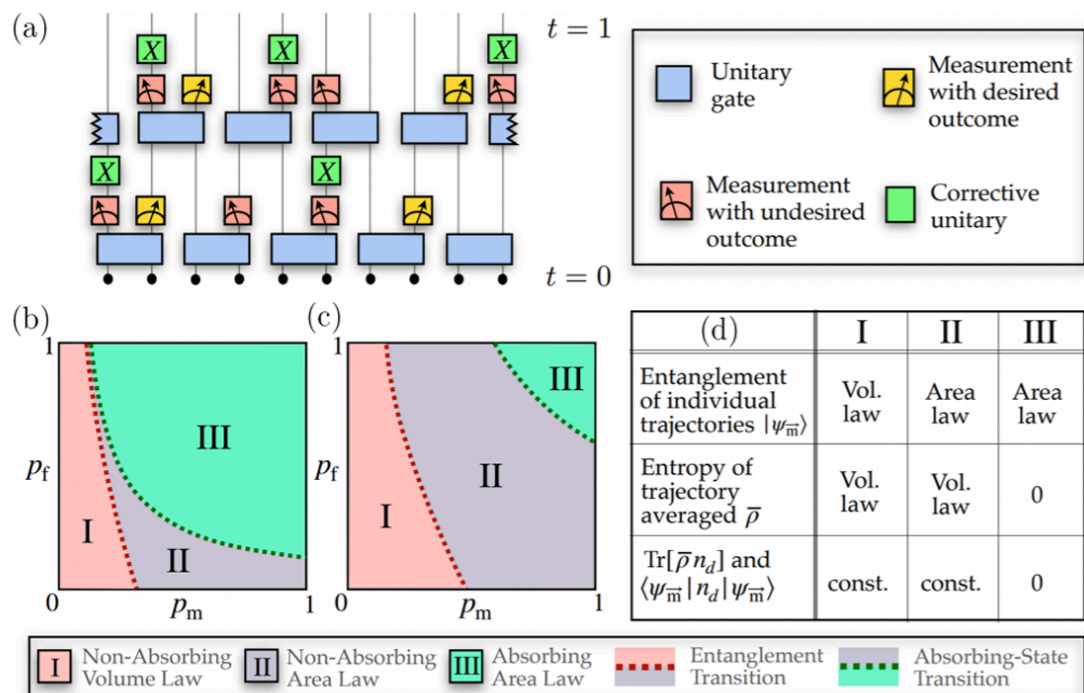 (a)
t = 1
X X X
X X
t = 0
Unitary gate
Measurement with desired outcome
Measurement with undesired outcome
Corrective unitary
(b)
1
p_f
I
II
III
0
p_m
1
(c)
1
p_f
I
II
III
0
p_m
1
(d) I II III
Entanglement of individual trajectories |ψ_m⃗⟩
Vol. law
Area law
Area law
Entropy of trajectory averaged ρ̅
Vol. law
Vol. law
0
Tr[ρ̅ n_d] and ⟨ψ_m⃗|n_d|ψ_m⃗⟩
const.
const.
0
I Non-Absorbing Volume Law
II Non-Absorbing Area Law
III Absorbing Area Law
Entanglement Transition
Absorbing-State Transition